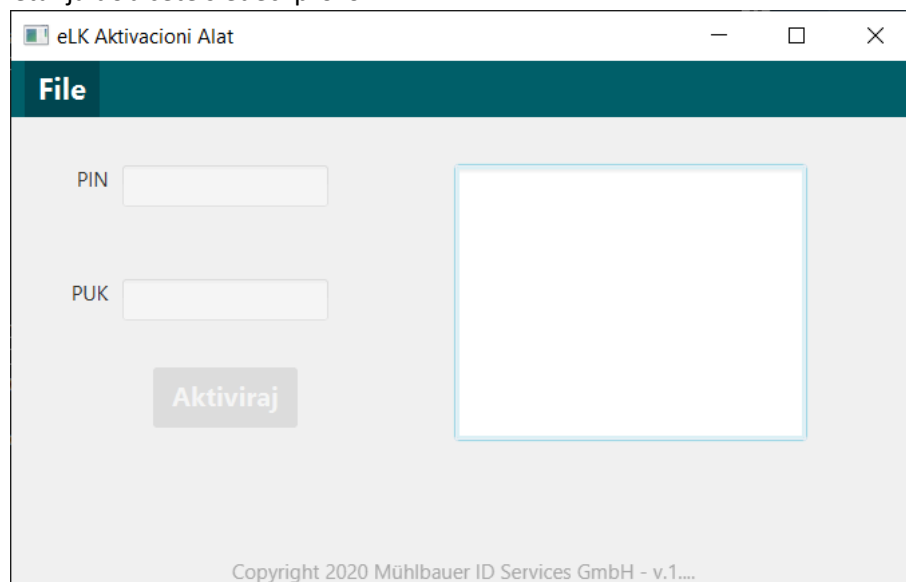 eLK Aktivacioni Alat
File
PIN
PUK
Aktiviraj
Copyright 2020 Mühlbauer ID Services GmbH - v.1....